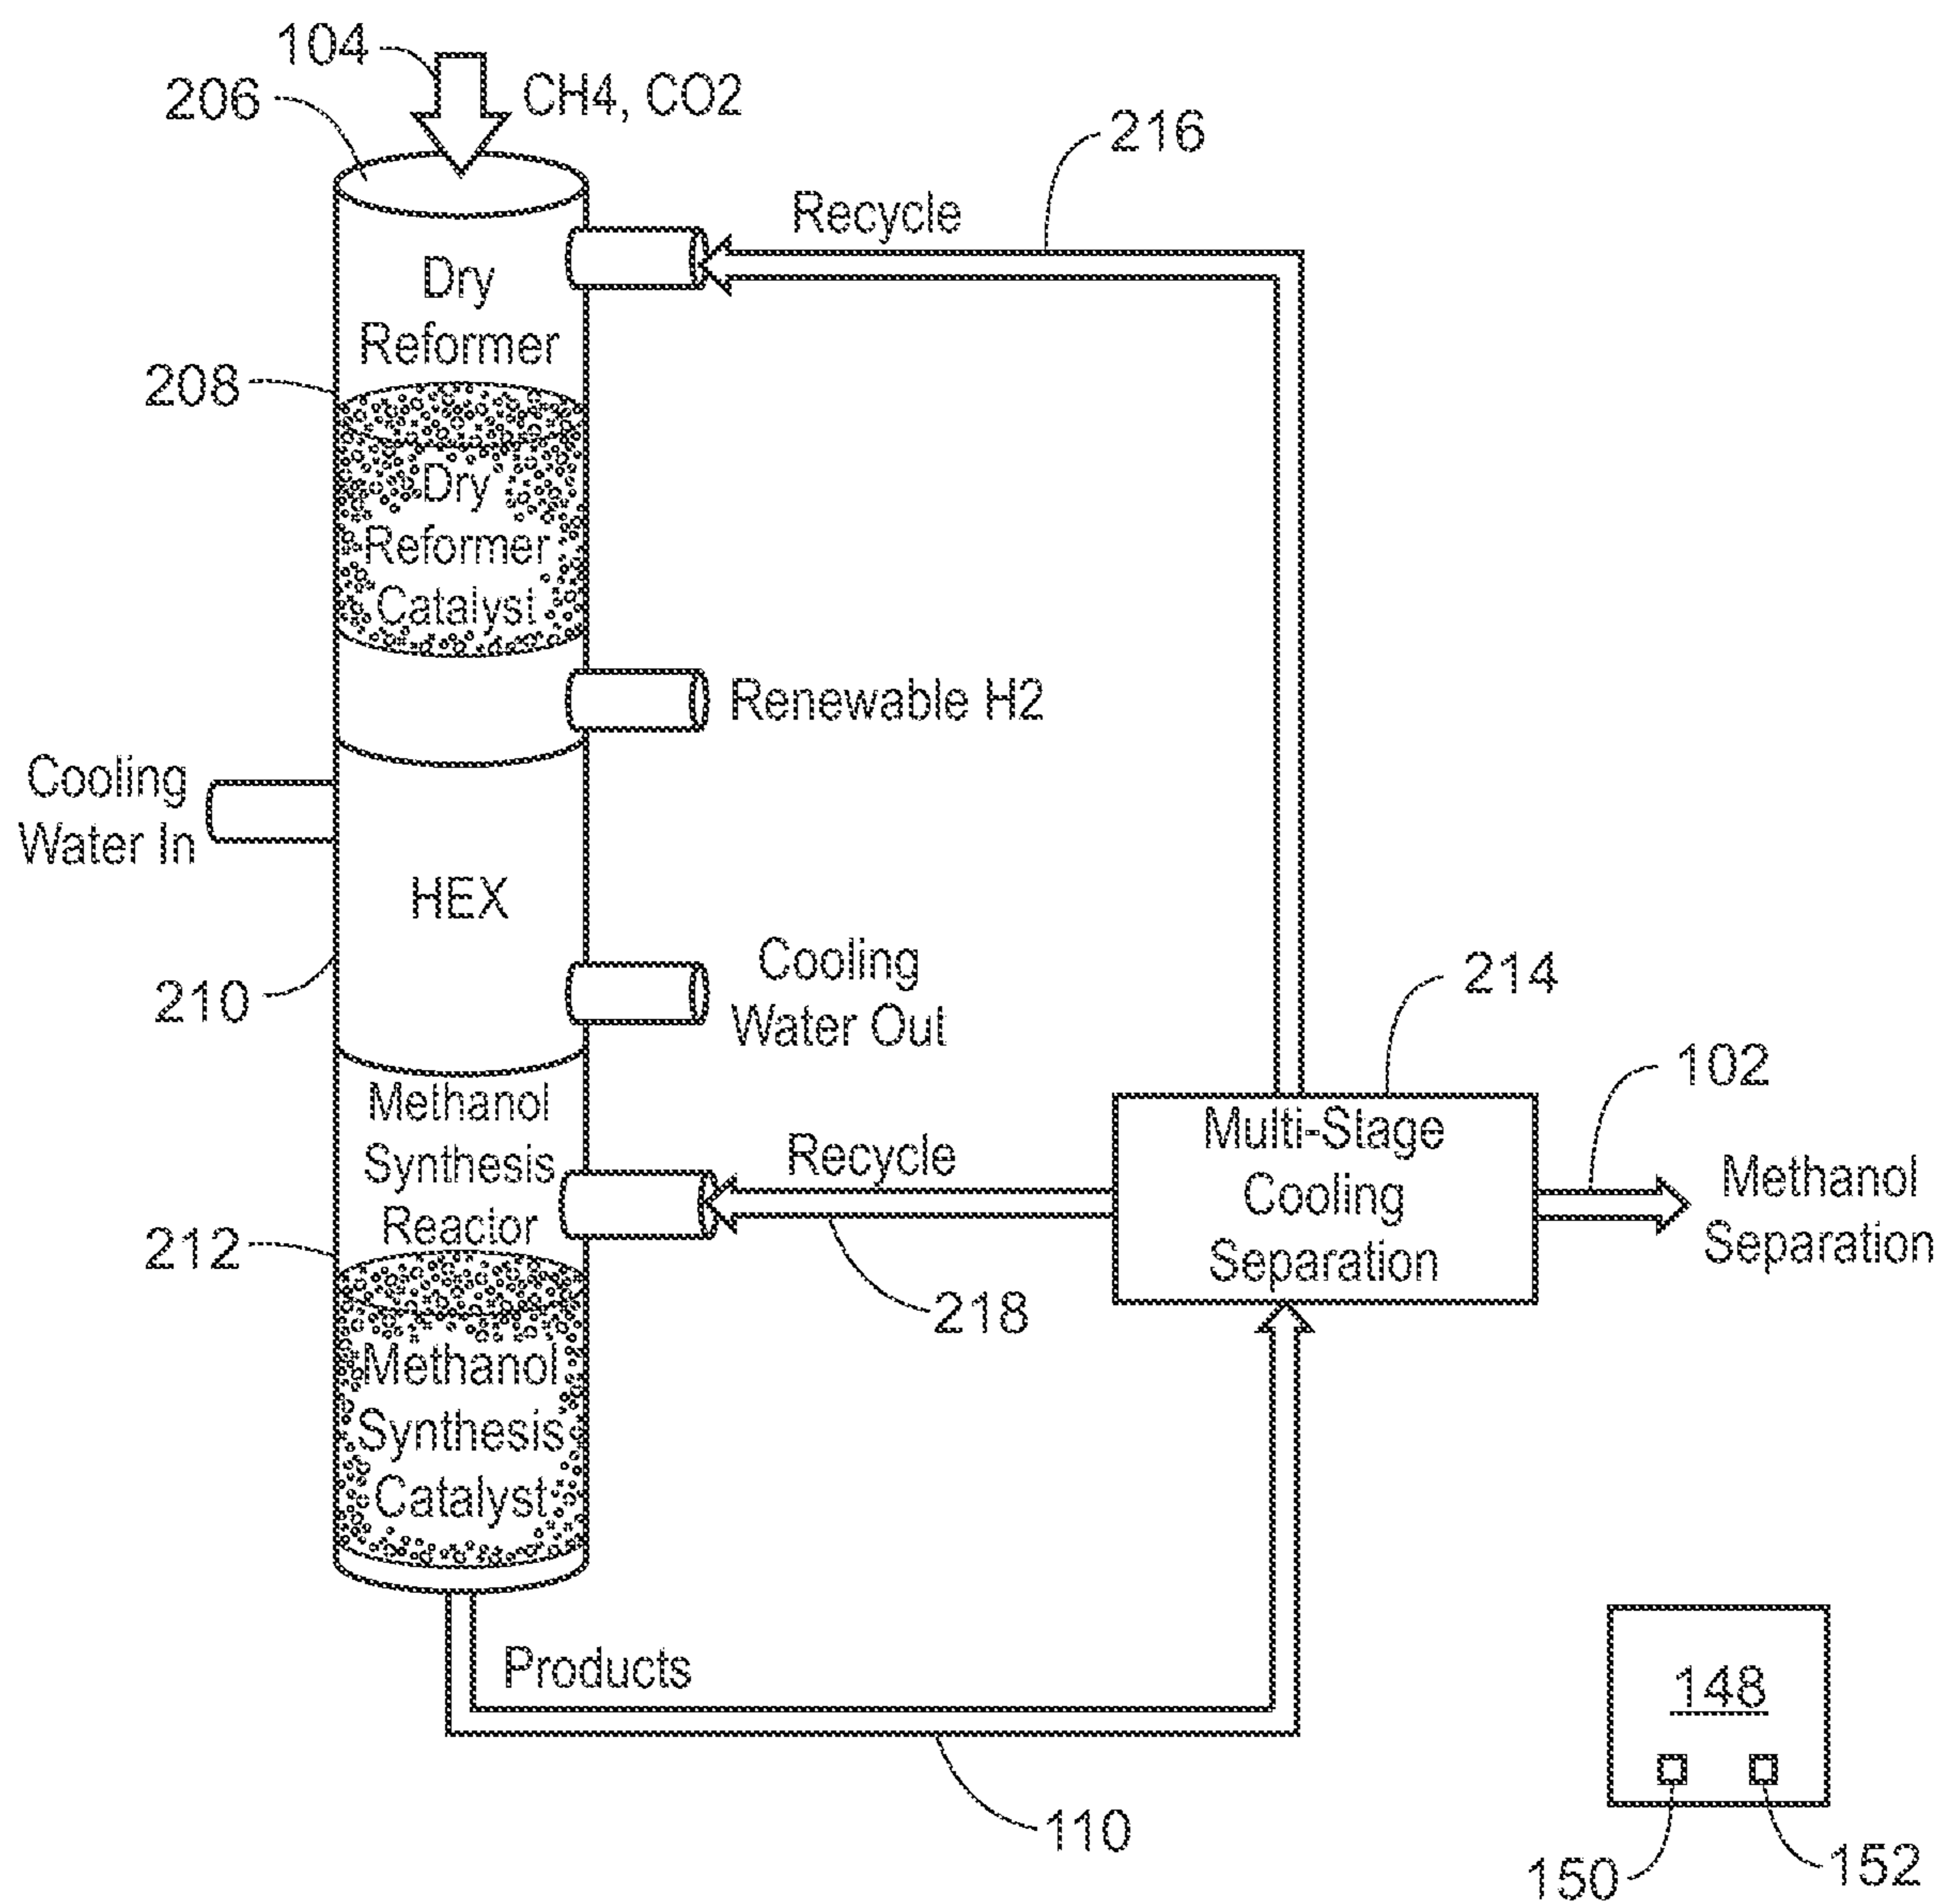 104
CH4, CO2
206
216
Recycle
Dry
Reformer
208
Dry
Reformer
Catalyst
Renewable H2
Cooling
Water In
HEX
210
Cooling
Water Out
214
102
Methanol
Synthesis
Reactor
Recycle
Multi-Stage
Cooling
Separation
Methanol
Separation
212
218
Methanol
Synthesis
Catalyst
Products
110
148
150
152